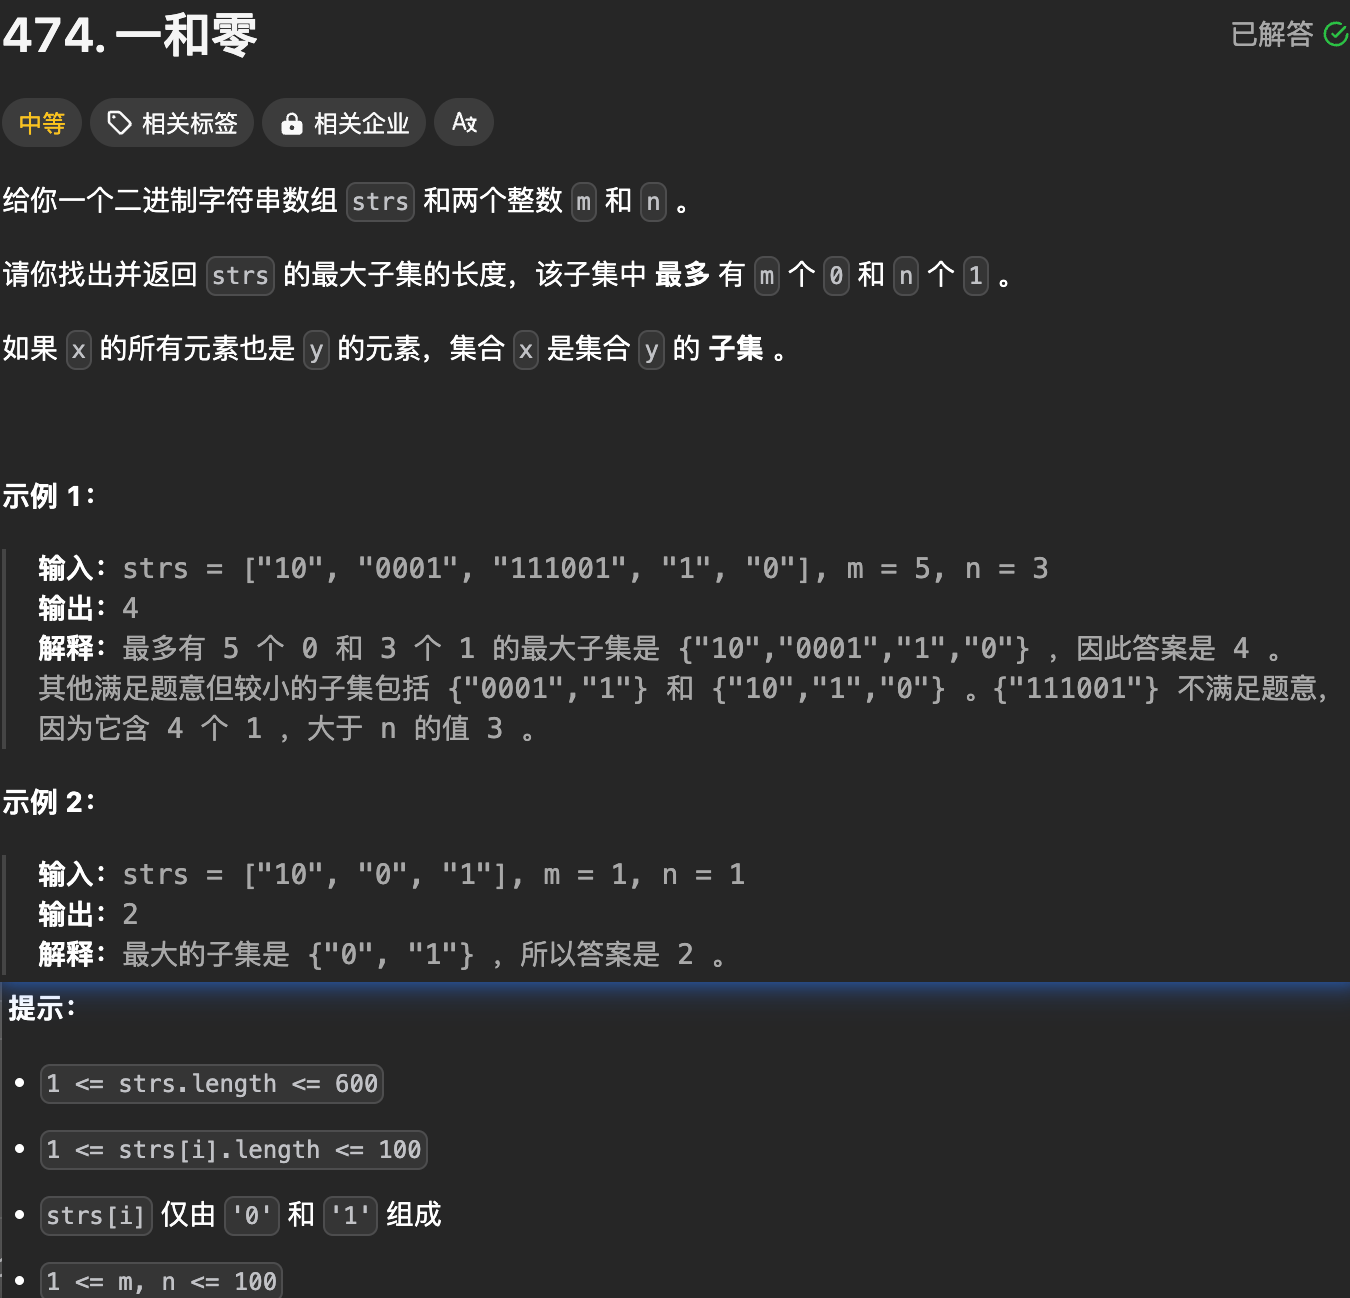 474. 一和零
已解答
中等 相关标签 相关企业
给你一个二进制字符串数组 strs 和两个整数 m 和 n 。
请你找出并返回 strs 的最大子集的长度，该子集中 最多 有 m 个 0 和 n 个 1 。
如果 x 的所有元素也是 y 的元素，集合 x 是集合 y 的 子集 。
示例 1：
输入：strs = ["10", "0001", "111001", "1", "0"], m = 5, n = 3
输出：4
解释：最多有 5 个 0 和 3 个 1 的最大子集是 {"10","0001","1","0"} ，因此答案是 4 。
其他满足题意但较小的子集包括 {"0001","1"} 和 {"10","1","0"} 。{"111001"} 不满足题意，
因为它含 4 个 1 ，大于 n 的值 3 。
示例 2：
输入：strs = ["10", "0", "1"], m = 1, n = 1
输出：2
解释：最大的子集是 {"0", "1"} ，所以答案是 2 。
提示：
• 1 <= strs.length <= 600
• 1 <= strs[i].length <= 100
• strs[i] 仅由 '0' 和 '1' 组成
• 1 <= m, n <= 100